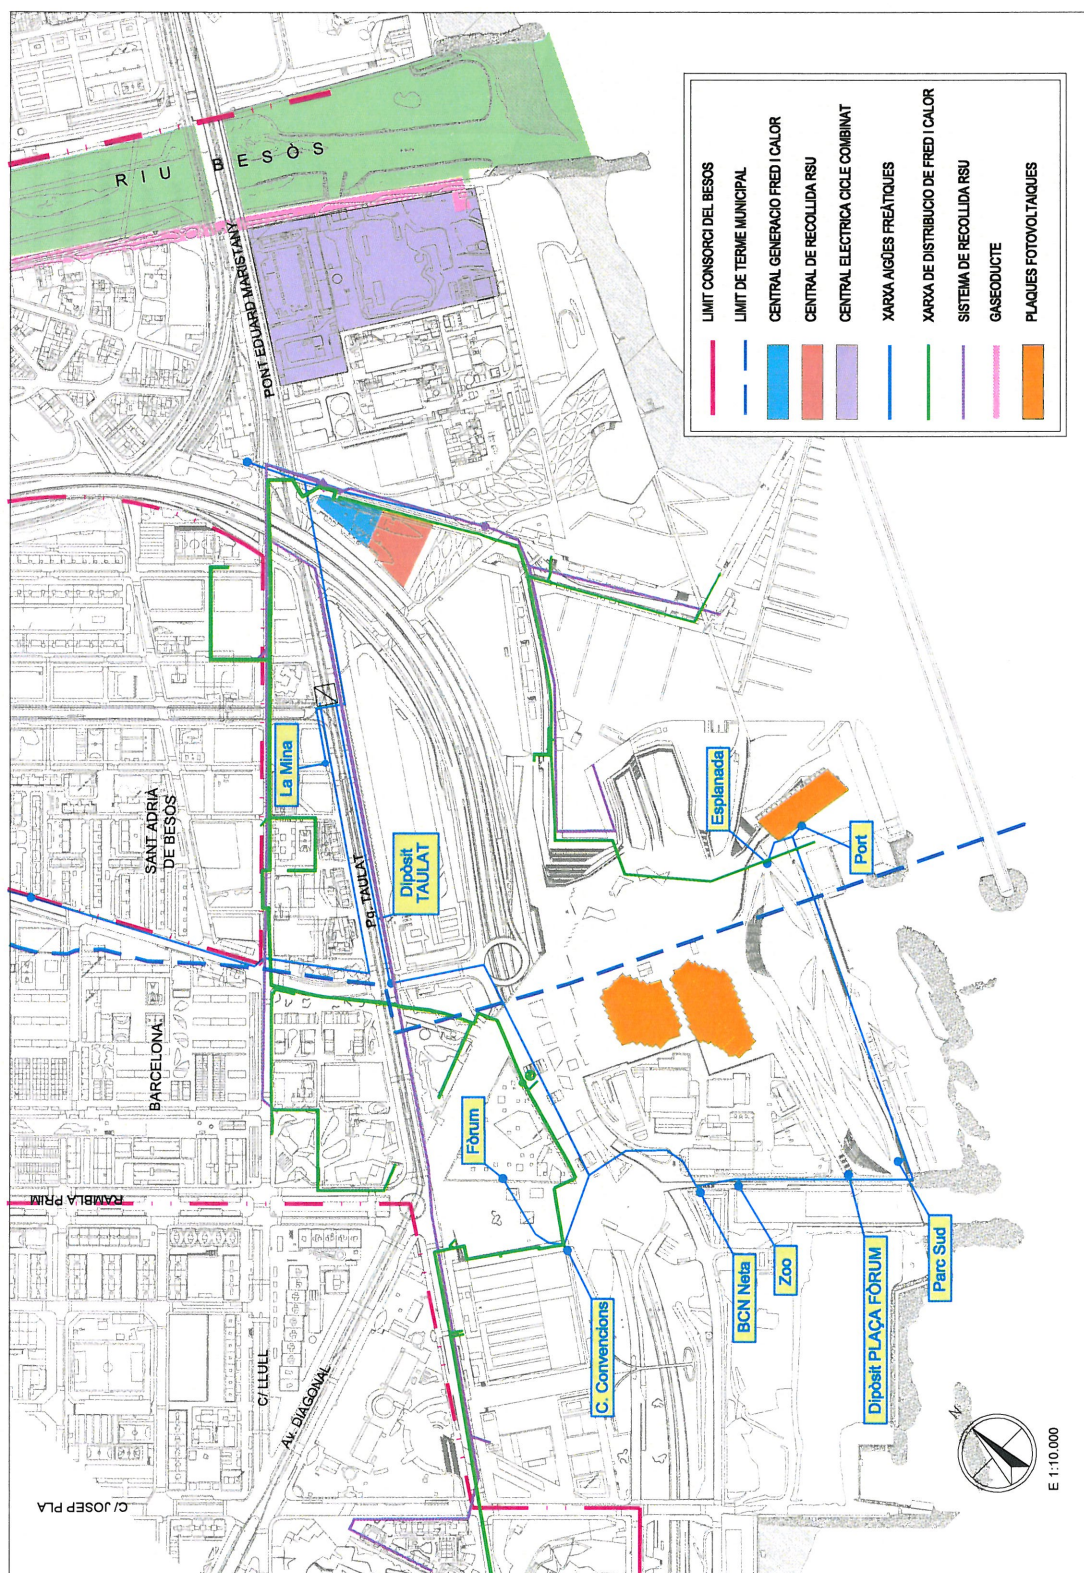 C/ JOSEP PLA
RAMBLA PRIM
C/ LLULL
Av. DIAGONAL
BARCELONA
SANT ADRIÀ
DE BESÒS
La Mina
Pq. TAULAT
Dipòsit
TAULAT
PONT EDUARD MARISTANY
RIU BESÒS
Fòrum
C. Convencions
BCN Neta
Zoo
Dipòsit PLAÇA FÒRUM
Parc Sud
Esplanada
Port
LIMIT CONSORCI DEL BESOS
LIMIT DE TERME MUNICIPAL
CENTRAL GENERACIO FRED I CALOR
CENTRAL DE RECOLLIDA RSU
CENTRAL ELECTRICA CICLE COMBINAT
XARXA AIGÜES FREÀTIQUES
XARXA DE DISTRIBUCIO DE FRED I CALOR
SISTEMA DE RECOLLIDA RSU
GASEODUCTE
PLAQUES FOTOVOLTAIQUES
N
E 1:10.000